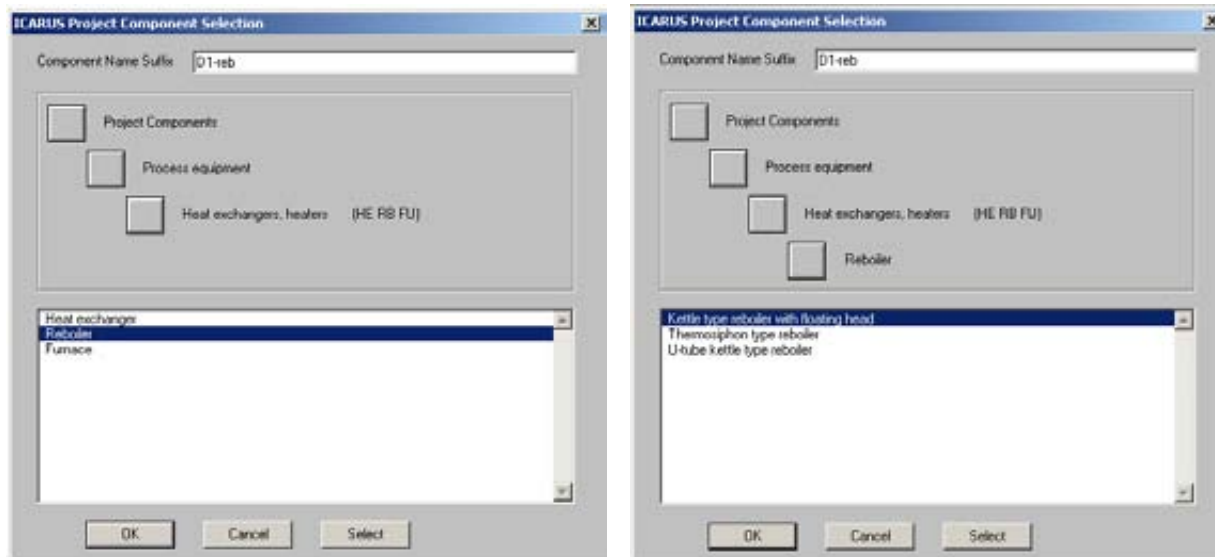 ICARUS Project Component Selection
Component Name Suffix D1-reb
Project Components
Process equipment
Heat exchangers, heaters (HE RB FU)
Heat exchanger
Reboiler
Furnace
OK Cancel Select
ICARUS Project Component Selection
Component Name Suffix D1-reb
Project Components
Process equipment
Heat exchangers, heaters (HE RB FU)
Reboiler
Kettle type reboiler with floating head
Thermosiphon type reboiler
U-tube kettle type reboiler
OK Cancel Select